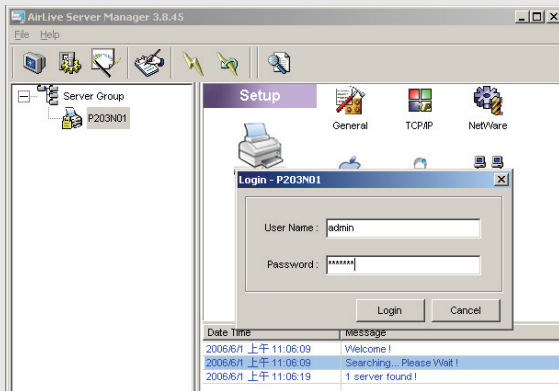 AirLive Server Manager 3.8.45
File Help
Server Group
P203N01
Setup
General
TCP/IP
NetWare
Login - P203N01
User Name : admin
Password : *******
Login
Cancel
Date Time
Message
2006/6/1 上午 11:06:09 Welcome !
2006/6/1 上午 11:06:09 Searching... Please Wait !
2006/6/1 上午 11:06:19 1 server found !